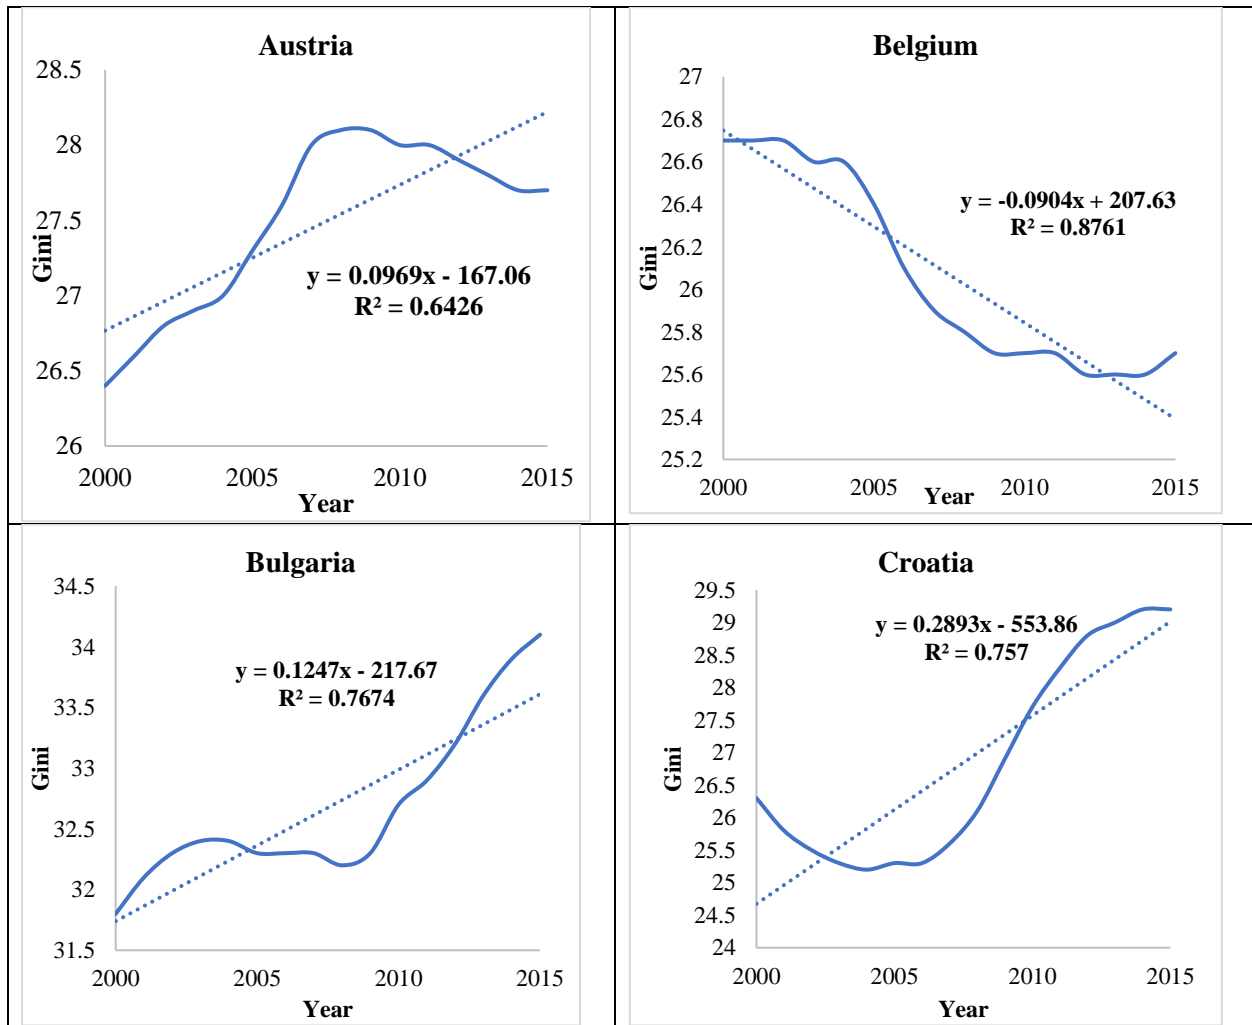 Austria
28.5
28
27.5
27
26.5
26
Gini
y = 0.0969x - 167.06
R² = 0.6426
2000 2005 2010 2015
Year
Belgium
27
26.8
26.6
26.4
26.2
26
25.8
25.6
25.4
25.2
Gini
y = -0.0904x + 207.63
R² = 0.8761
2000 2005 2010 2015
Year
Bulgaria
34.5
34
33.5
33
32.5
32
31.5
Gini
y = 0.1247x - 217.67
R² = 0.7674
2000 2005 2010 2015
Year
Croatia
29.5
29
28.5
28
27.5
27
26.5
26
25.5
25
24.5
24
Gini
y = 0.2893x - 553.86
R² = 0.757
2000 2005 2010 2015
Year